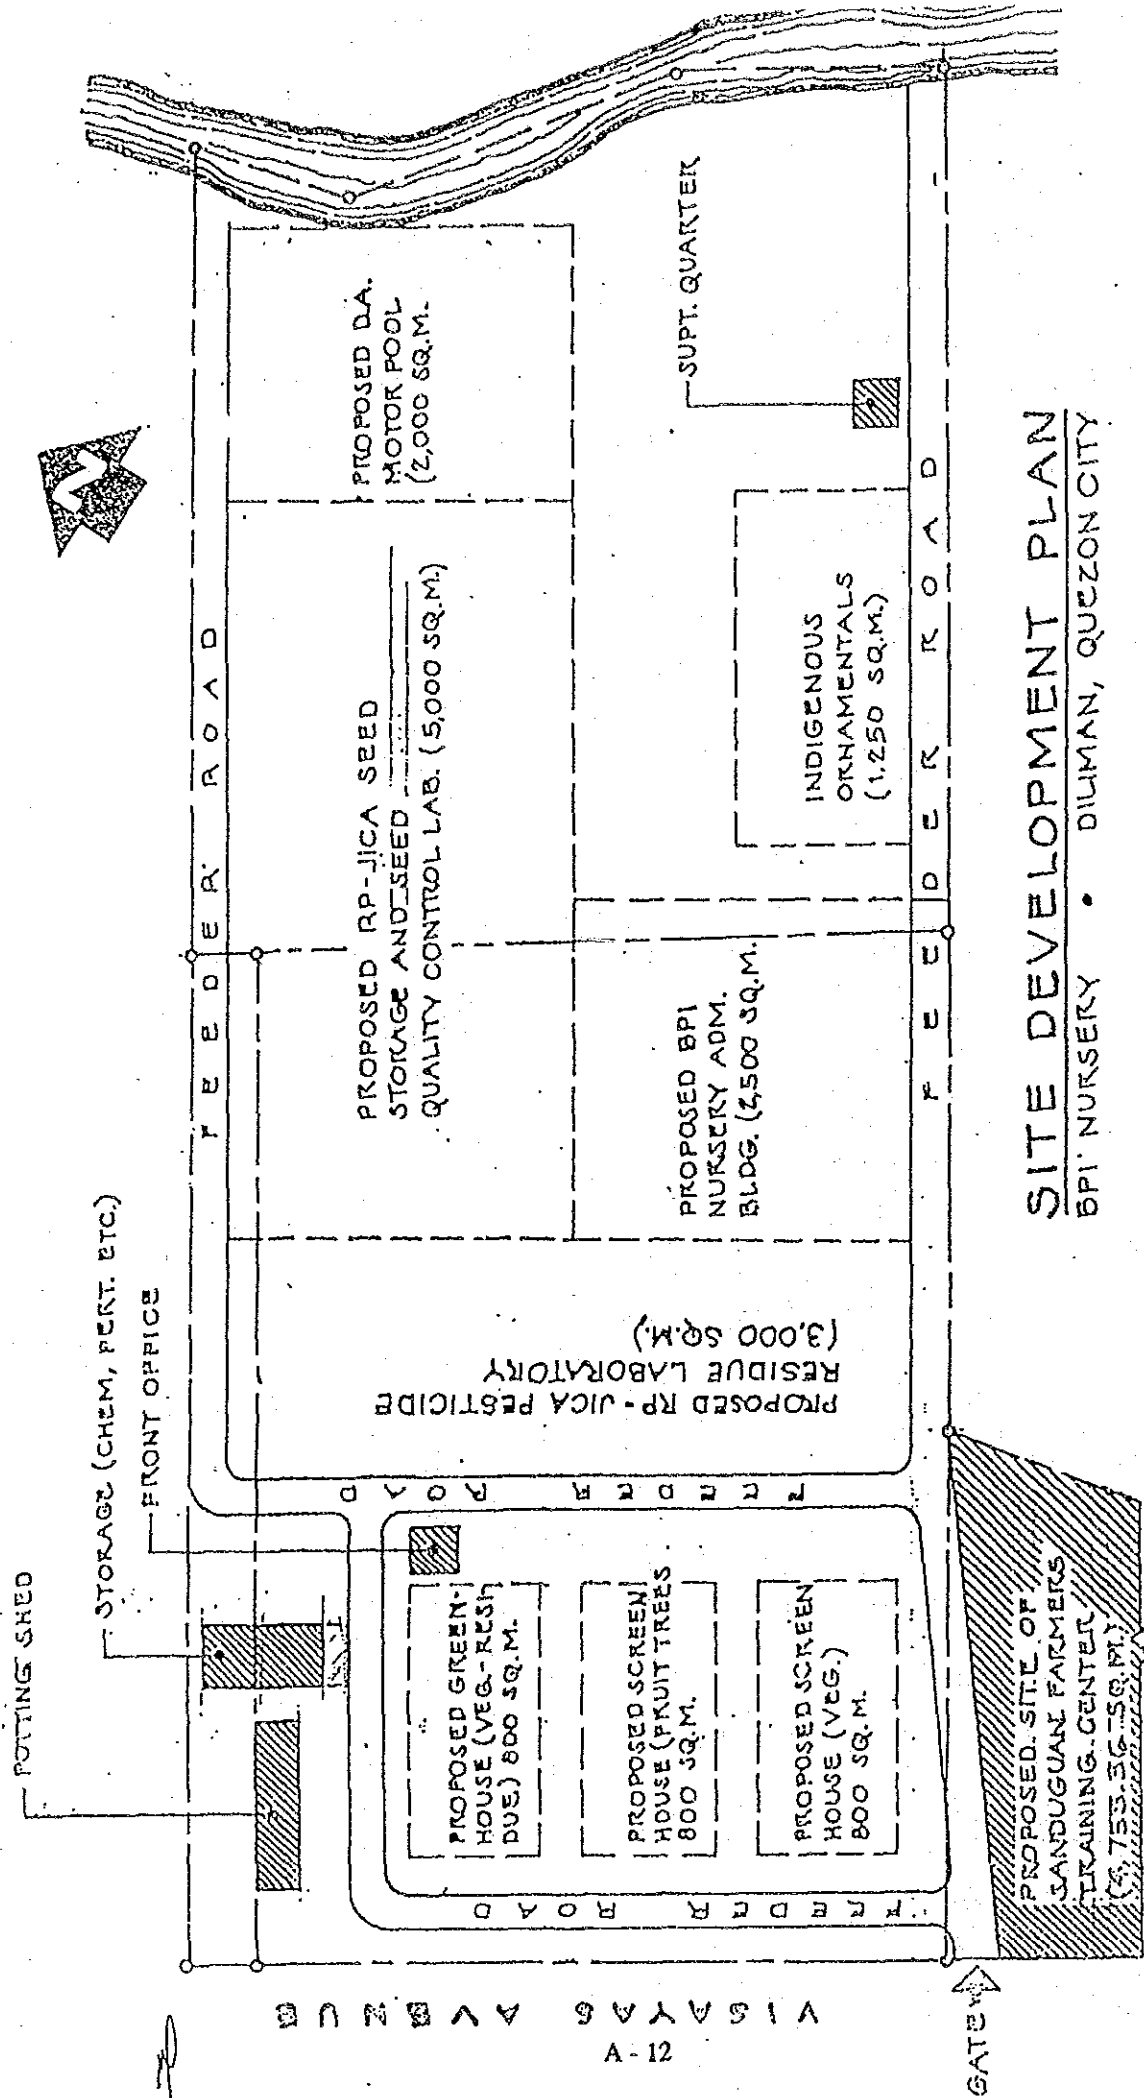 POTTING SHED
STORAGE (CHEM, FERT. ETC.)
FRONT OFFICE
N
FEEDER ROAD
PROPOSED D.A.
MOTOR POOL
(2,000 SQ.M.
PROPOSED RP-JICA SEED
STORAGE AND SEED
QUALITY CONTROL LAB. (5,000 SQ.M.)
SUPT. QUARTER
INDIGENOUS
ORNAMENTALS
(1,250 SQ.M.)
PROPOSED BPI
NURSERY ADM.
BLDG. (2,500 SQ.M.
FEEDER ROAD
PROPOSED RP-JICA PESTICIDE
RESIDUE LABORATORY
(3,000 SQ.M.)
FEEDER ROAD
PROPOSED GREEN-
HOUSE (VEG-RESI
DUE) 800 SQ.M.
PROPOSED SCREEN
HOUSE (FRUIT TREES
800 SQ.M.
PROPOSED SCREEN
HOUSE (VEG.)
800 SQ.M.
FEEDER ROAD
VISAYAS AVENUE
GATE
PROPOSED SITE OF
SANDUGUAN FARMERS
TRAINING CENTER
SITE DEVELOPMENT PLAN
BPI NURSERY • DILIMAN, QUEZON CITY
A - 12